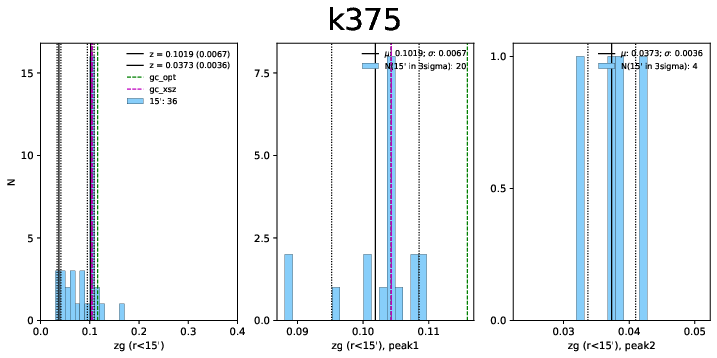 k375
N
15
10
5
0
0.0 0.1 0.2 0.3 0.4
zg (r<15')
z = 0.1019 (0.0067)
z = 0.0373 (0.0036)
gc_opt
gc_xsz
15': 36
7.5
5.0
2.5
0.0
0.09 0.10 0.11
zg (r<15'), peak1
μ: 0.1019; σ: 0.0067
N(15' in 3sigma): 20
1.0
0.5
0.0
0.03 0.04 0.05
zg (r<15'), peak2
μ: 0.0373; σ: 0.0036
N(15' in 3sigma): 4